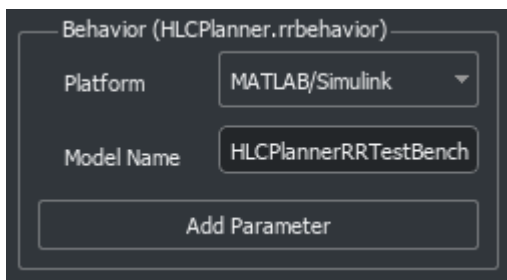 Behavior (HLCPlanner.rrbehavior)
Platform MATLAB/Simulink
Model Name HLCPlannerRRTestBench
Add Parameter